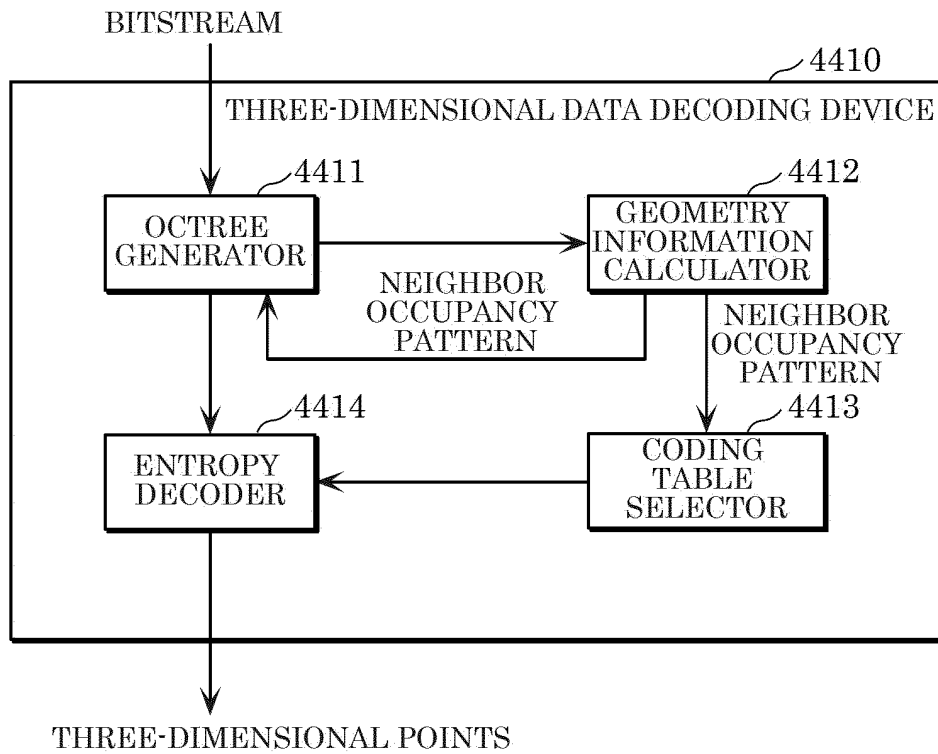 BITSTREAM
4410
THREE-DIMENSIONAL DATA DECODING DEVICE
4411
OCTREE
GENERATOR
4412
GEOMETRY
INFORMATION
CALCULATOR
NEIGHBOR
OCCUPANCY
PATTERN
NEIGHBOR
OCCUPANCY
PATTERN
4414
ENTROPY
DECODER
4413
CODING
TABLE
SELECTOR
THREE-DIMENSIONAL POINTS